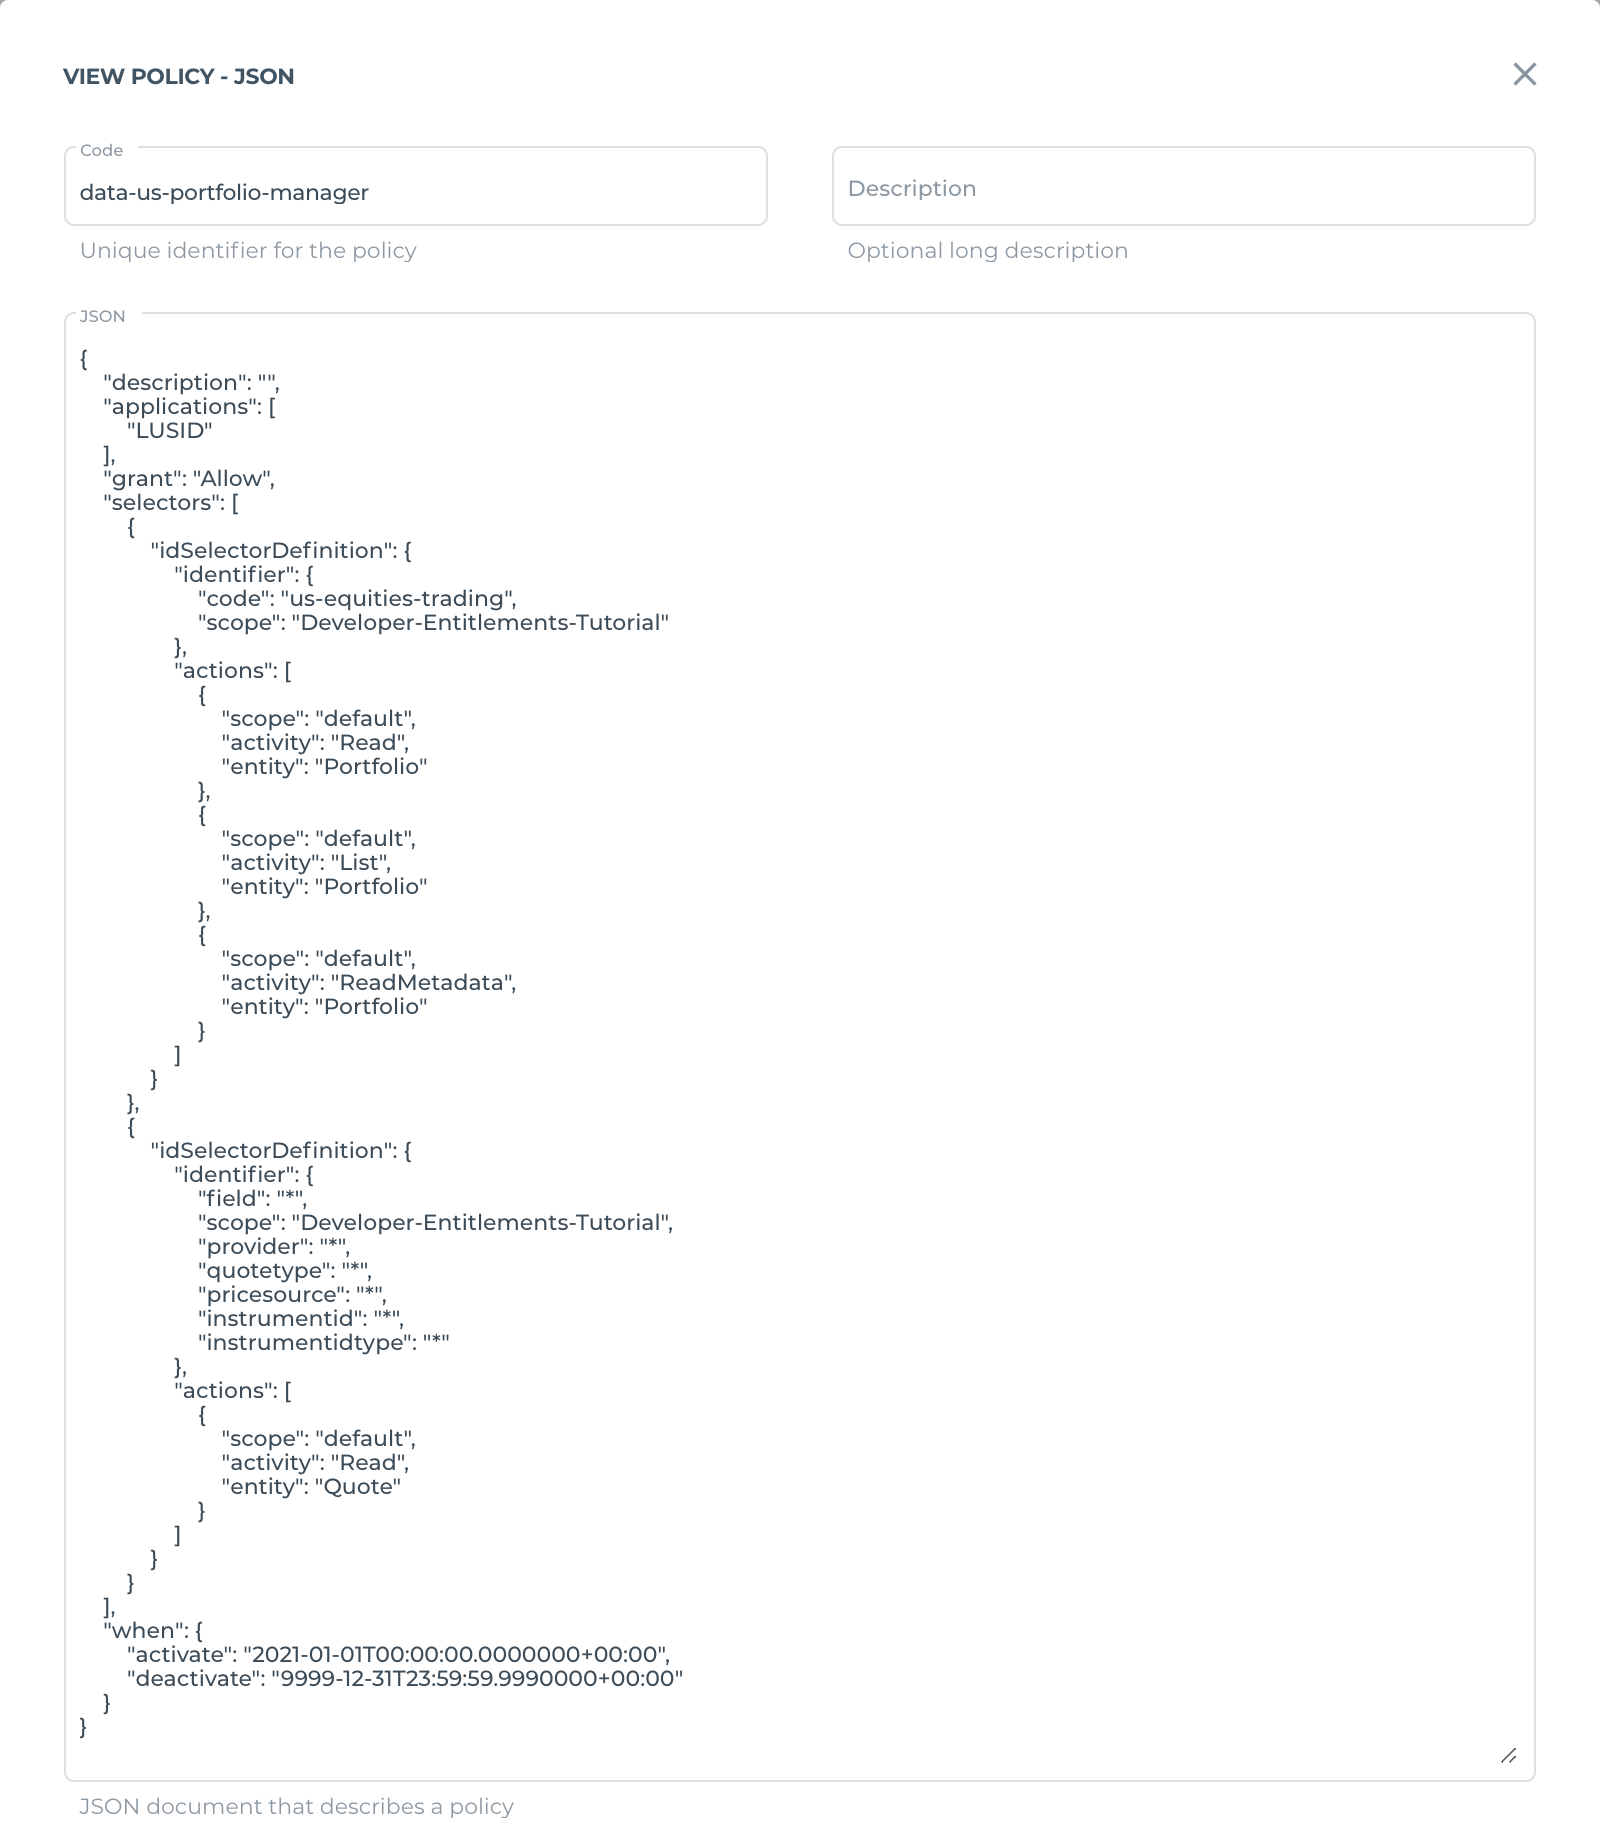 VIEW POLICY - JSON
Code
data-us-portfolio-manager
Description
Unique identifier for the policy
Optional long description
JSON
{
    "description": "",
    "applications": [
        "LUSID"
    ],
    "grant": "Allow",
    "selectors": [
        {
            "idSelectorDefinition": {
                "identifier": {
                    "code": "us-equities-trading",
                    "scope": "Developer-Entitlements-Tutorial"
                },
                "actions": [
                    {
                        "scope": "default",
                        "activity": "Read",
                        "entity": "Portfolio"
                    },
                    {
                        "scope": "default",
                        "activity": "List",
                        "entity": "Portfolio"
                    },
                    {
                        "scope": "default",
                        "activity": "ReadMetadata",
                        "entity": "Portfolio"
                    }
                ]
            }
        },
        {
            "idSelectorDefinition": {
                "identifier": {
                    "field": "*",
                    "scope": "Developer-Entitlements-Tutorial",
                    "provider": "*",
                    "quotetype": "*",
                    "pricesource": "*",
                    "instrumentid": "*",
                    "instrumentidtype": "*"
                },
                "actions": [
                    {
                        "scope": "default",
                        "activity": "Read",
                        "entity": "Quote"
                    }
                ]
            }
        }
    ],
    "when": {
        "activate": "2021-01-01T00:00:00.0000000+00:00",
        "deactivate": "9999-12-31T23:59:59.9990000+00:00"
    }
}
JSON document that describes a policy